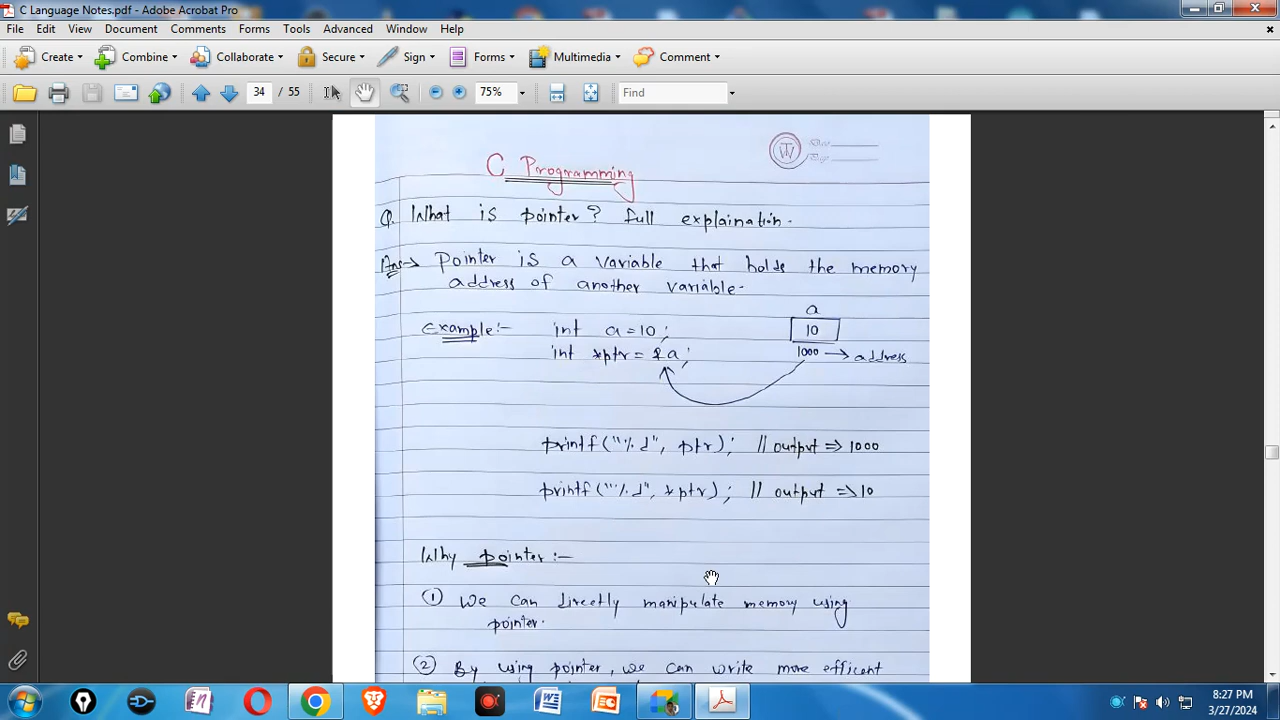 C Language Notes.pdf - Adobe Acrobat Pro
File Edit View Document Comments Forms Tools Advanced Window Help
Create Combine Collaborate Secure Sign Forms Multimedia Comment
34 / 55 75% Find
C Programming
Date
Q. What is pointer? full explaination.
Ans→ Pointer is a variable that holds the memory
address of another variable.
a
Example:- int a=10; 10
int *ptr = &a; 1000 → address
printf("%d", ptr); // output => 1000
printf("%d", *ptr); // output => 10
Why pointer :-
① We can directly manipulate memory using
pointer.
② By using pointer, we can write more efficent
8:27 PM
3/27/2024